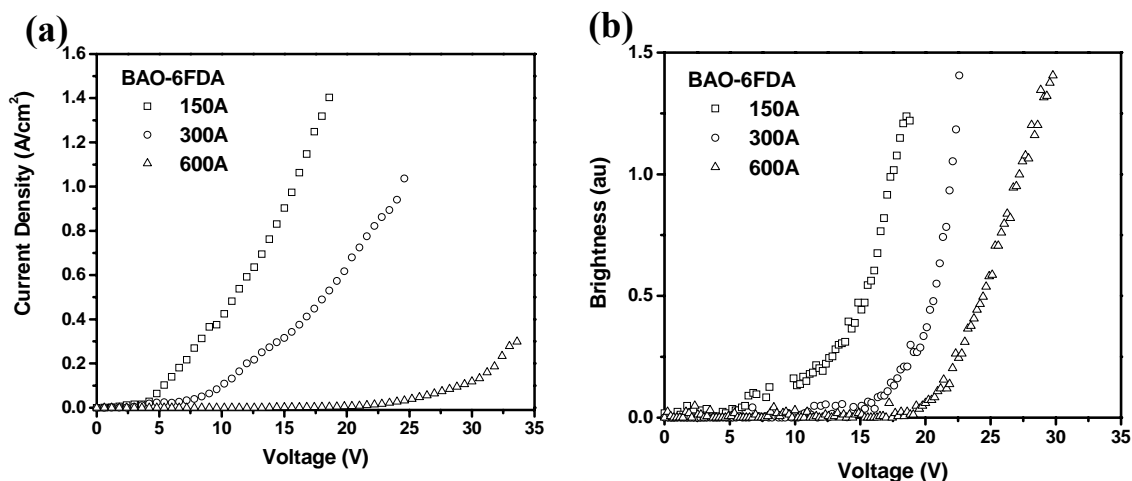 (a)
1.6
1.4
1.2
1.0
0.8
0.6
0.4
0.2
0.0
Current Density (A/cm²)
BAO-6FDA
150A
300A
600A
0 5 10 15 20 25 30 35
Voltage (V)
(b)
1.5
1.0
0.5
0.0
Brightness (au)
BAO-6FDA
150A
300A
600A
0 5 10 15 20 25 30 35
Voltage (V)